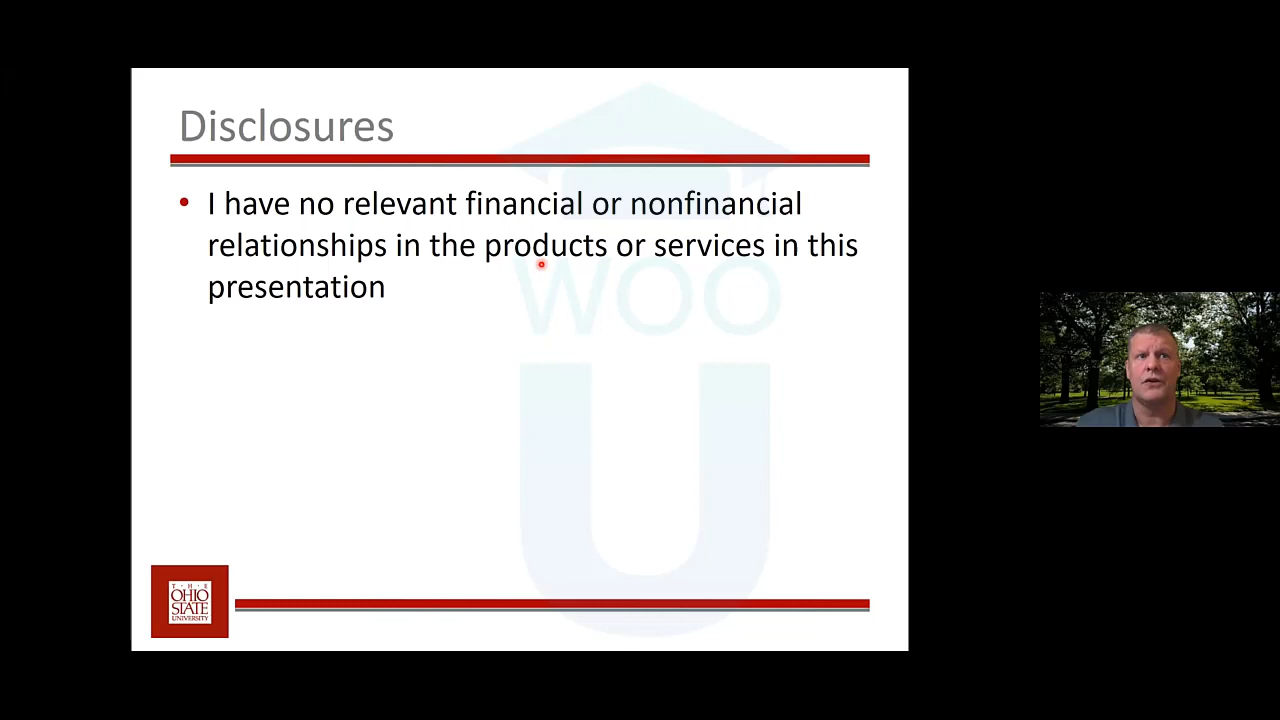 Disclosures
• I have no relevant financial or nonfinancial
relationships in the products or services in this
presentation
WOO
U
T · H · E
OHIO
STATE
UNIVERSITY